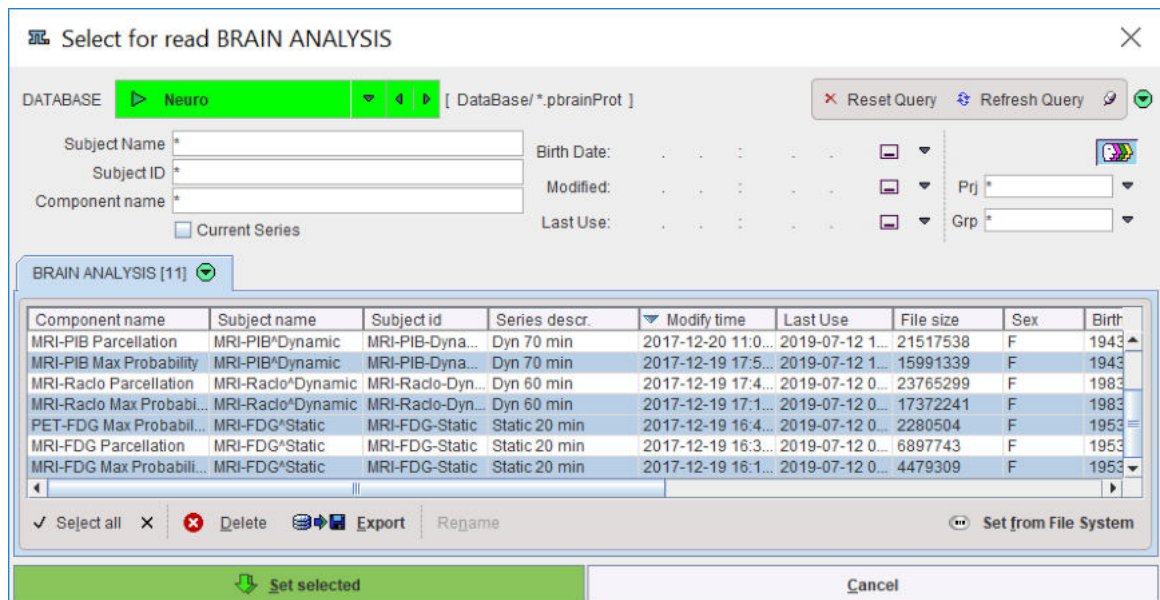 Select for read BRAIN ANALYSIS
DATABASE Neuro [ DataBase/ *.pbrainProt ] Reset Query Refresh Query
Subject Name * Birth Date: . . : . .
Subject ID * Modified: . . : . . Prj *
Component name * Last Use: . . : . . Grp *
Current Series
BRAIN ANALYSIS [11]
Component name Subject name Subject id Series descr. Modify time Last Use File size Sex Birth
MRI-PIB Parcellation MRI-PIB^Dynamic MRI-PIB-Dyna... Dyn 70 min 2017-12-20 11:0... 2019-07-12 1... 21517538 F 1943
MRI-PIB Max Probability MRI-PIB^Dynamic MRI-PIB-Dyna... Dyn 70 min 2017-12-19 17:5... 2019-07-12 1... 15991339 F 1943
MRI-Raclo Parcellation MRI-Raclo^Dynamic MRI-Raclo-Dyn... Dyn 60 min 2017-12-19 17:4... 2019-07-12 0... 23765299 F 1983
MRI-Raclo Max Probabi... MRI-Raclo^Dynamic MRI-Raclo-Dyn... Dyn 60 min 2017-12-19 17:1... 2019-07-12 0... 17372241 F 1983
PET-FDG Max Probabil... MRI-FDG^Static MRI-FDG-Static Static 20 min 2017-12-19 16:4... 2019-07-12 0... 2280504 F 1953
MRI-FDG Parcellation MRI-FDG^Static MRI-FDG-Static Static 20 min 2017-12-19 16:3... 2019-07-12 0... 6897743 F 1953
MRI-FDG Max Probabili... MRI-FDG^Static MRI-FDG-Static Static 20 min 2017-12-19 16:1... 2019-07-12 0... 4479309 F 1953
Select all Delete Export Rename Set from File System
Set selected Cancel